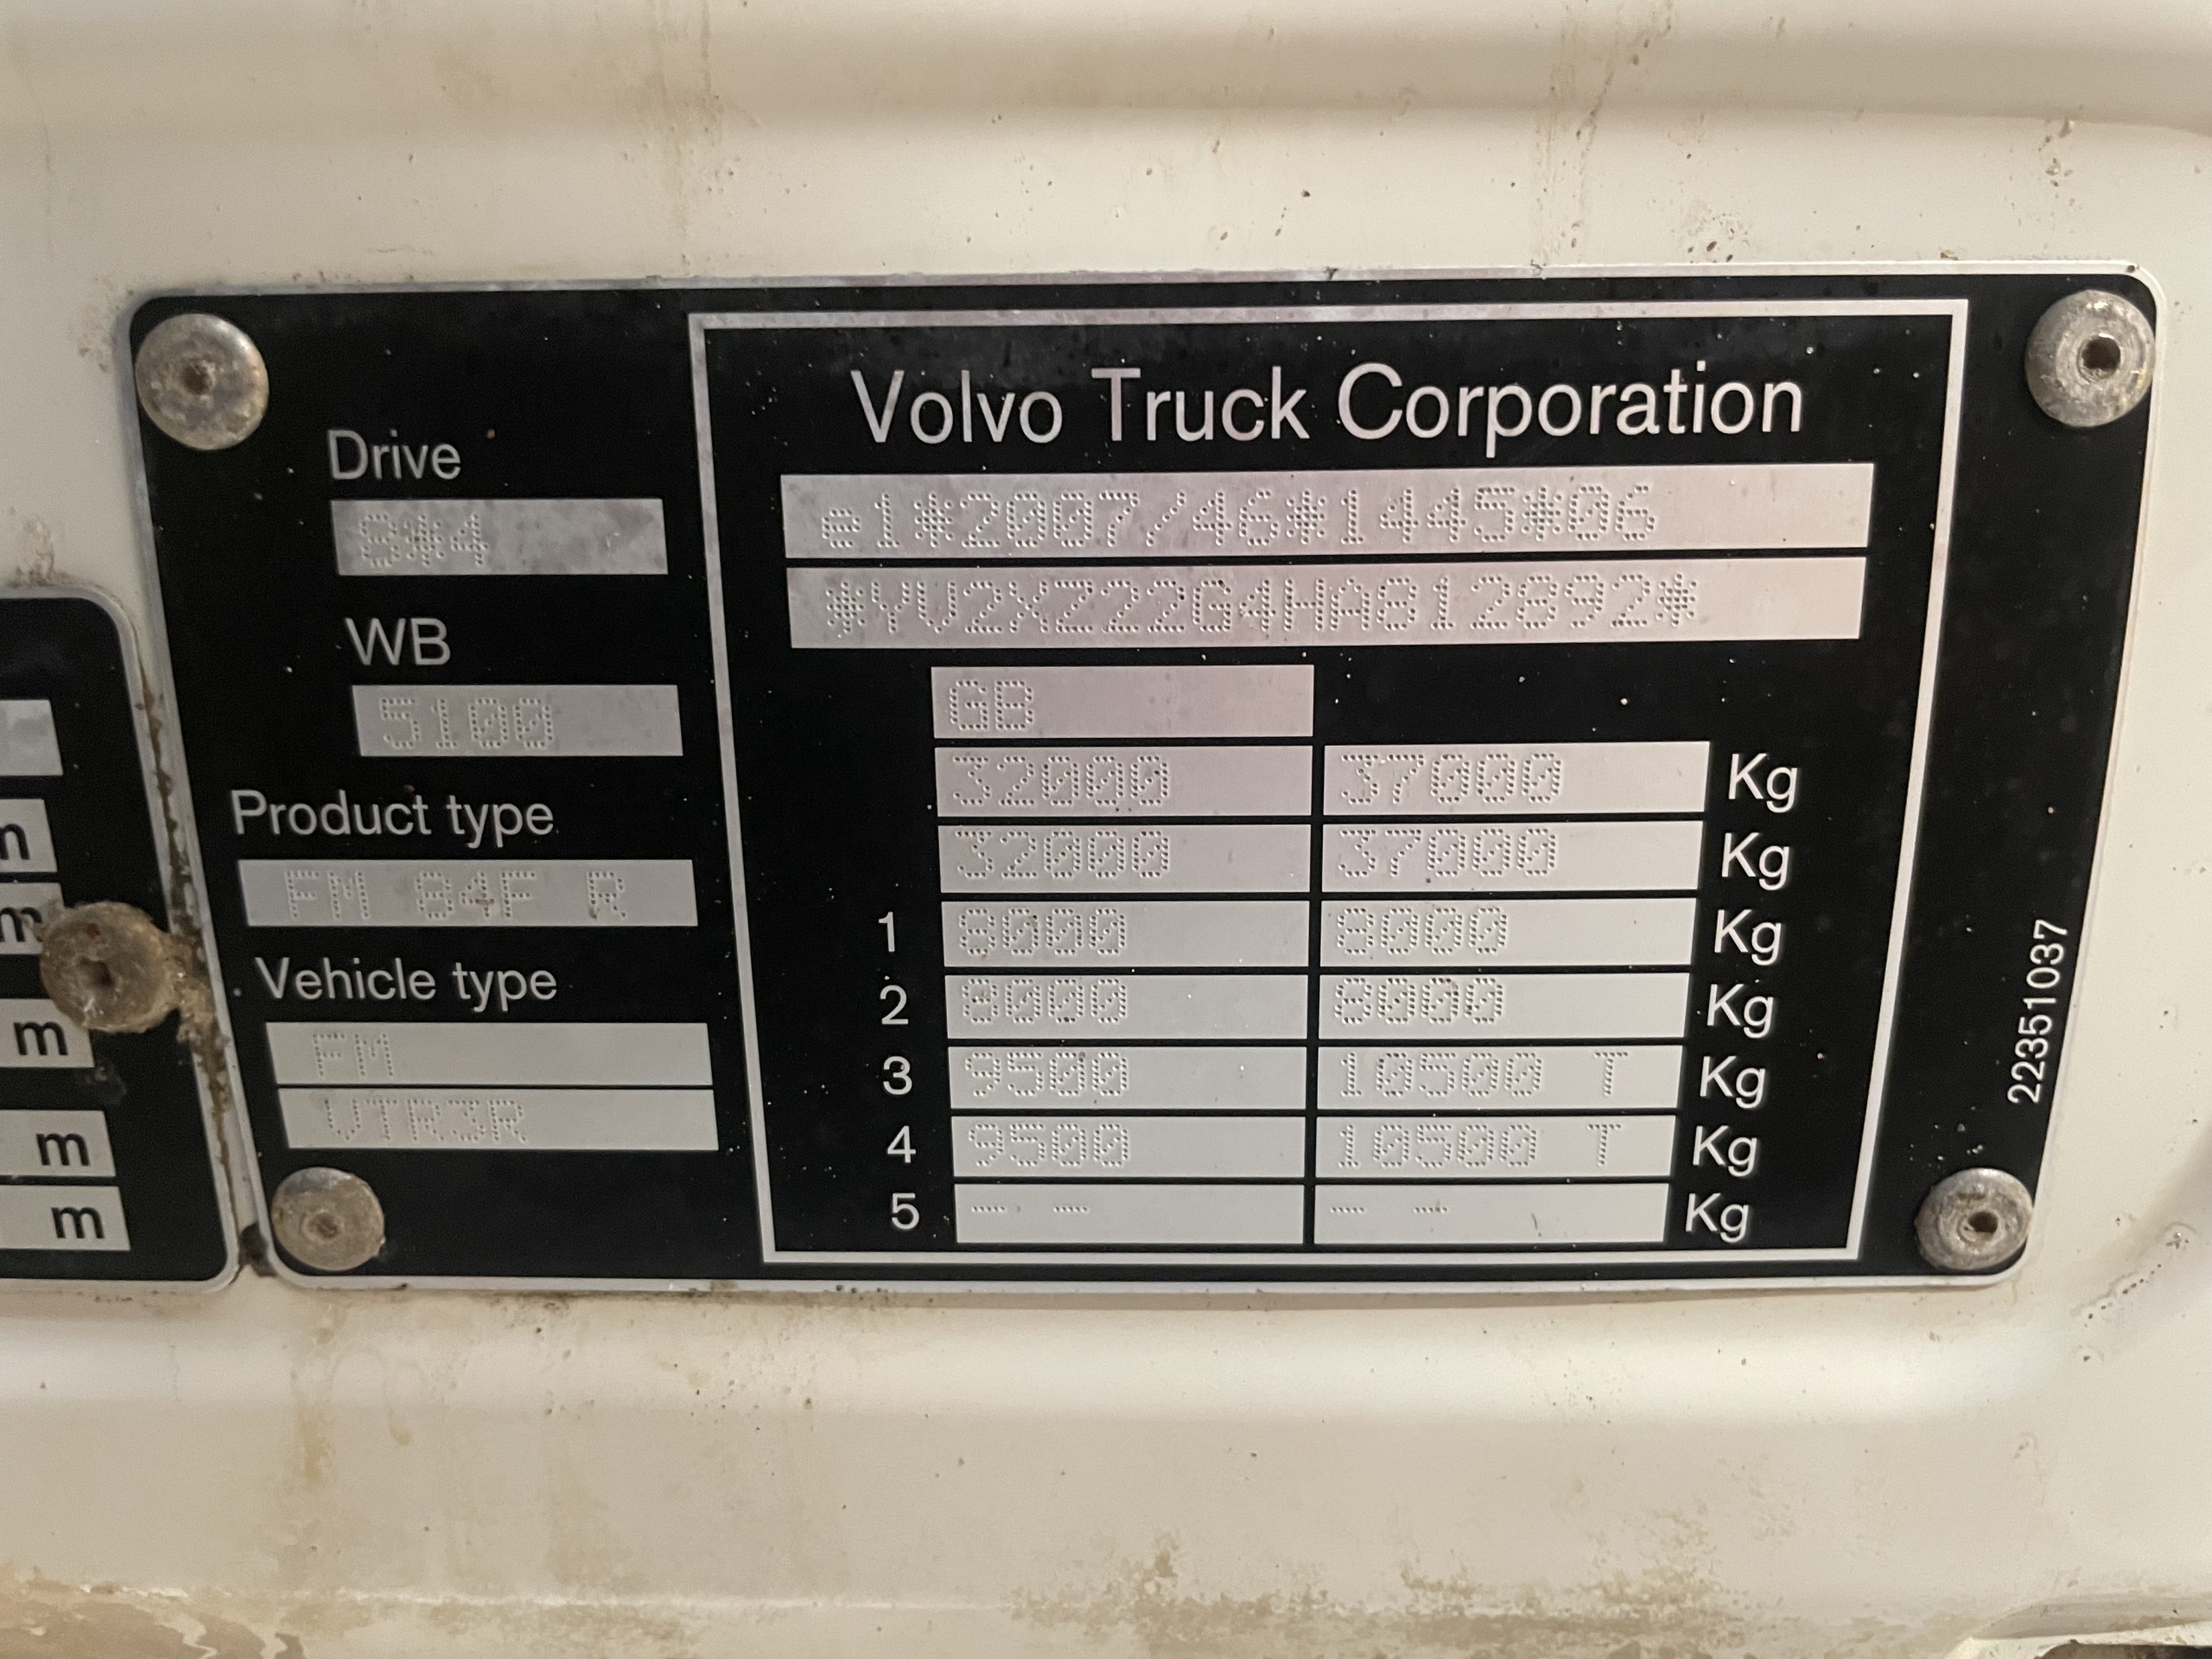 Volvo Truck Corporation
Drive
8*4
WB
5100
Product type
FM 84F R
Vehicle type
FM
VTR3R
e1*2007/46*1445*06
*YV2XZ22G4HA812892*
GB
32000 37000 Kg
32000 37000 Kg
1 8000 8000 Kg
2 8000 8000 Kg
3 9500 10500 T Kg
4 9500 10500 T Kg
5 -- -- -- -- Kg
22351037
m
m
m
m
m